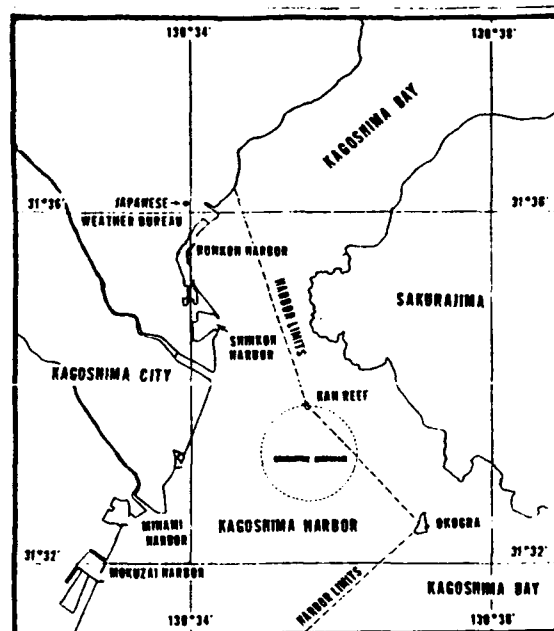 130°34'
130°36'
KAGOSHIMA BAY
31°36'
JAPANESE
WEATHER BUREAU
31°36'
HONKOH HARBOR
HARBOR LIMITS
SAKURAJIMA
SHINKOH
HARBOR
KAGOSHIMA CITY
KAN REEF
MINAMI
HARBOR
KAGOSHIMA HARBOR
OKOGRA
31°32'
31°32'
MOKUZAI HARBOR
HARBOR LIMITS
KAGOSHIMA BAY
130°34'
130°36'